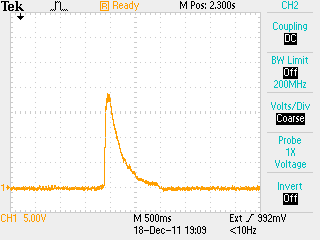 Tek R Ready M Pos: 2.300s CH2
Coupling
DC
BW Limit
Off
200MHz
Volts/Div
Coarse
Probe
1X
Voltage
Invert
Off
1
CH1 5.00V M 500ms Ext 992mV
18-Dec-11 19:09 <10Hz